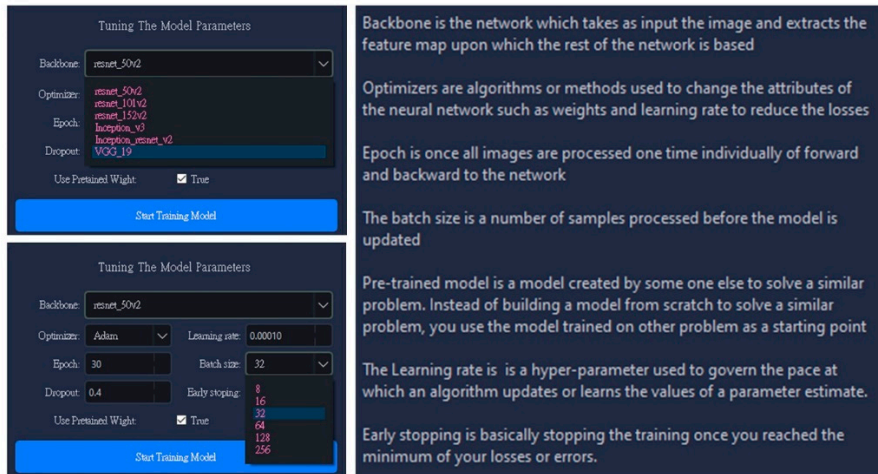 Tuning The Model Parameters
Backbone: resnet_50v2
Optimizer: resnet_50v2
resnet_101v2
Epoch: resnet_152v2
Inception_v3
Inception_resnet_v2
Dropout: VGG_19
Use Pretained Wight: True
Start Training Model
Tuning The Model Parameters
Backbone: resnet_50v2
Optimizer: Adam Learning rate: 0.00010
Epoch: 30 Batch size: 32
Dropout: 0.4 Early stoping: 8
16
Use Pretained Wight: True 32
64
128
Start Training Model 256
Backbone is the network which takes as input the image and extracts the
feature map upon which the rest of the network is based
Optimizers are algorithms or methods used to change the attributes of
the neural network such as weights and learning rate to reduce the losses
Epoch is once all images are processed one time individually of forward
and backward to the network
The batch size is a number of samples processed before the model is
updated
Pre-trained model is a model created by some one else to solve a similar
problem. Instead of building a model from scratch to solve a similar
problem, you use the model trained on other problem as a starting point
The Learning rate is is a hyper-parameter used to govern the pace at
which an algorithm updates or learns the values of a parameter estimate.
Early stopping is basically stopping the training once you reached the
minimum of your losses or errors.